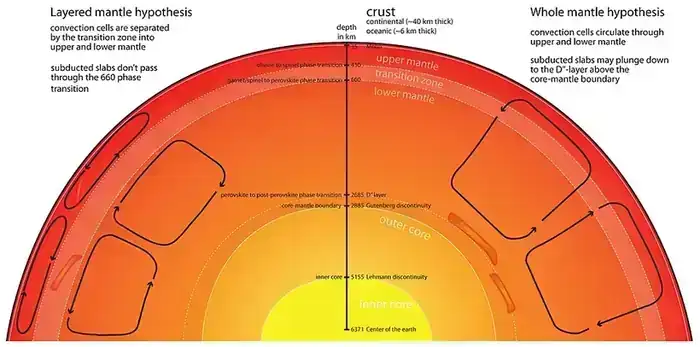 Layered mantle hypothesis
convection cells are separated
by the transition zone into
upper and lower mantle
subducted slabs don't pass
through the 660 phase
transition
depth
in km
crust
continental (~40 km thick)
oceanic (~6 km thick)
Whole mantle hypothesis
convection cells circulate through
upper and lower mantle
subducted slabs may plunge down
to the D"-layer above the
core-mantle boundary
35
upper mantle
phase transition 410
transition zone
to perovskite phase transition 660
lower mantle
perovskite to post-perovskite phase transition 2685 D" layer
core mantle boundary 2885 Gutenberg discontinuity
outer core
inner core 5155 Lehmann discontinuity
inner core
6371 Center of the earth